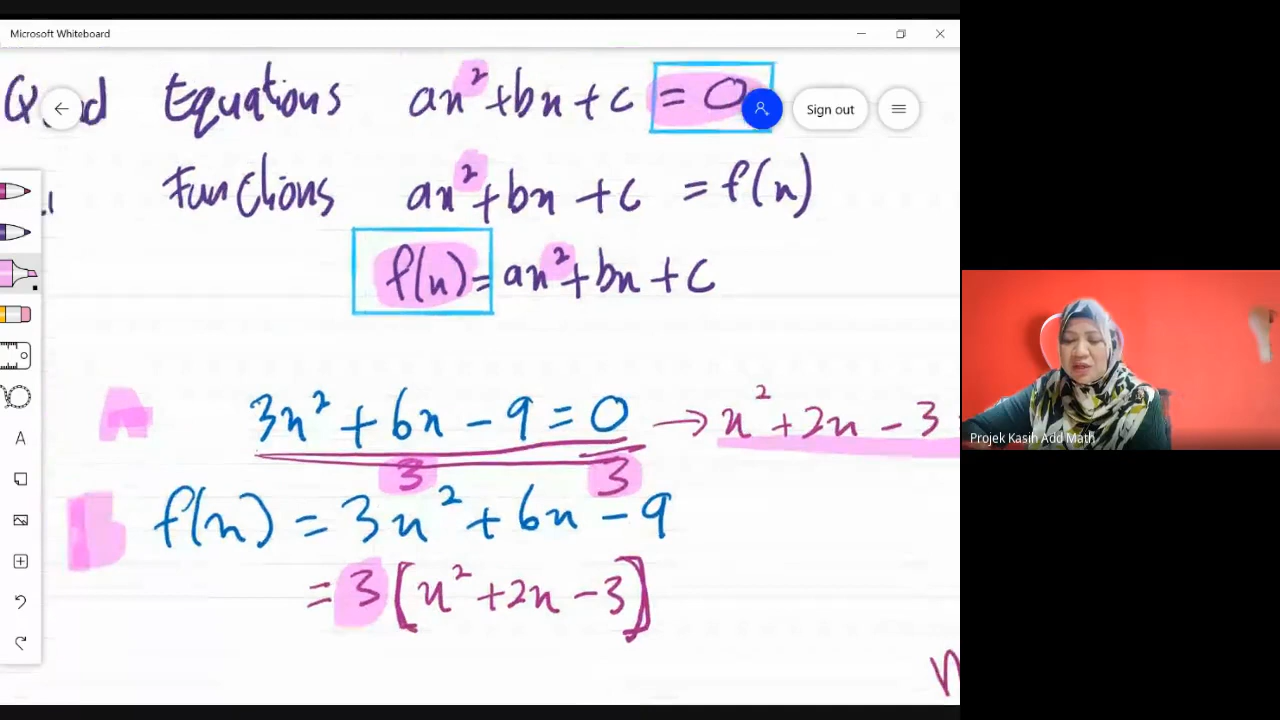 Microsoft Whiteboard
Equations ax² + bx + c = 0
Sign out
Functions ax² + bx + c = f(x)
f(x) = ax² + bx + c
A 3x² + 6x - 9 = 0 → x² + 2x - 3
3 3
B f(x) = 3x² + 6x - 9
= 3 [x² + 2x - 3]
A
Projek Kasih Add Math